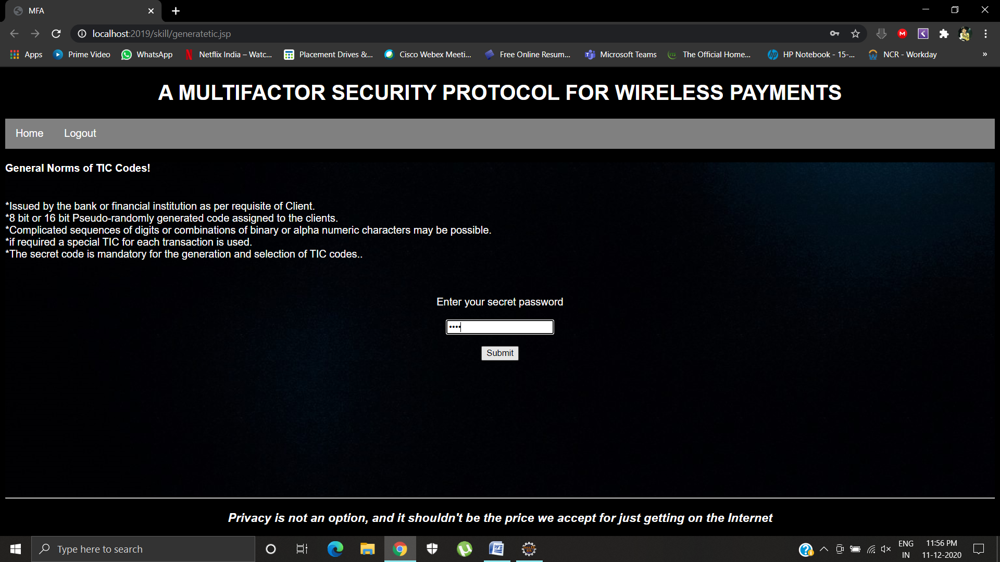 MFA
localhost:2019/skill/generatetic.jsp
Apps Prime Video WhatsApp Netflix India – Watc... Placement Drives &... Cisco Webex Meeti... Free Online Resum... Microsoft Teams The Official Home... HP Notebook - 15-... NCR - Workday »
A MULTIFACTOR SECURITY PROTOCOL FOR WIRELESS PAYMENTS
Home Logout
General Norms of TIC Codes!
*Issued by the bank or financial institution as per requisite of Client.
*8 bit or 16 bit Pseudo-randomly generated code assigned to the clients.
*Complicated sequences of digits or combinations of binary or alpha numeric characters may be possible.
*if required a special TIC for each transaction is used.
*The secret code is mandatory for the generation and selection of TIC codes..
Enter your secret password
••••
Submit
Privacy is not an option, and it shouldn't be the price we accept for just getting on the Internet
Type here to search
ENG 11:56 PM
IN 11-12-2020